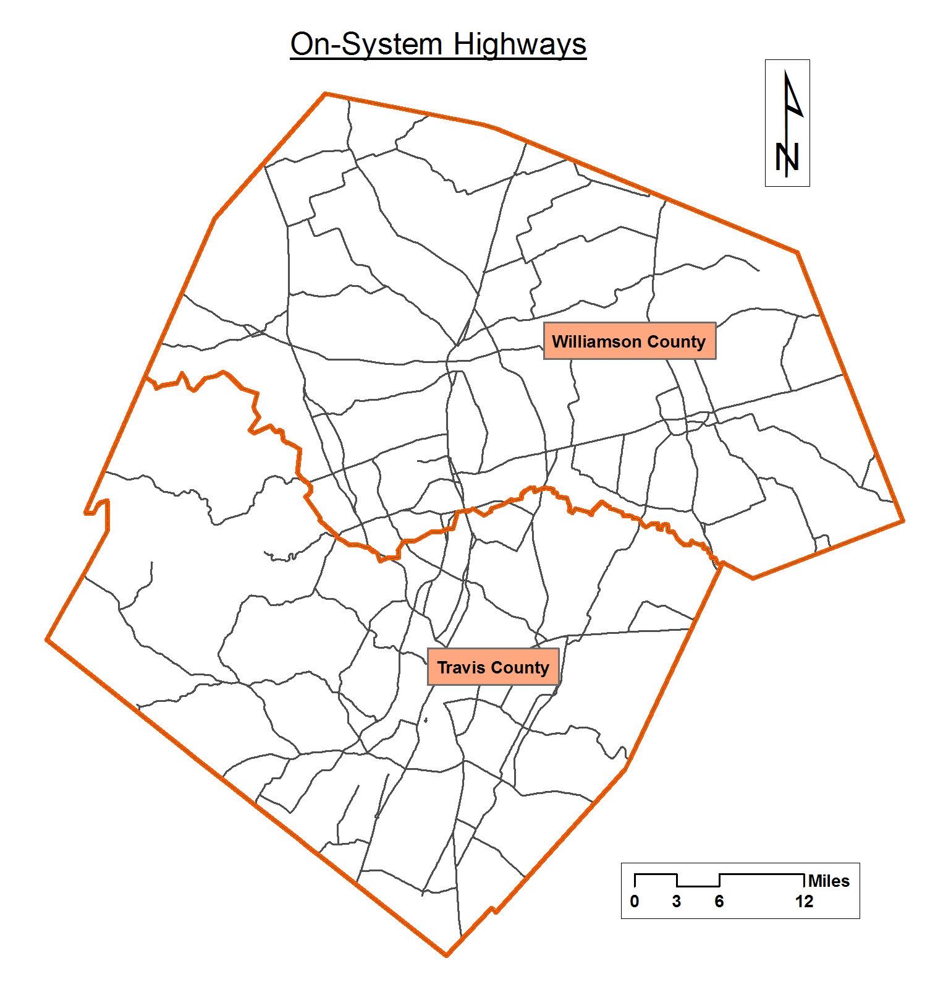 On-System Highways
N
Williamson County
Travis County
Miles
0 3 6 12